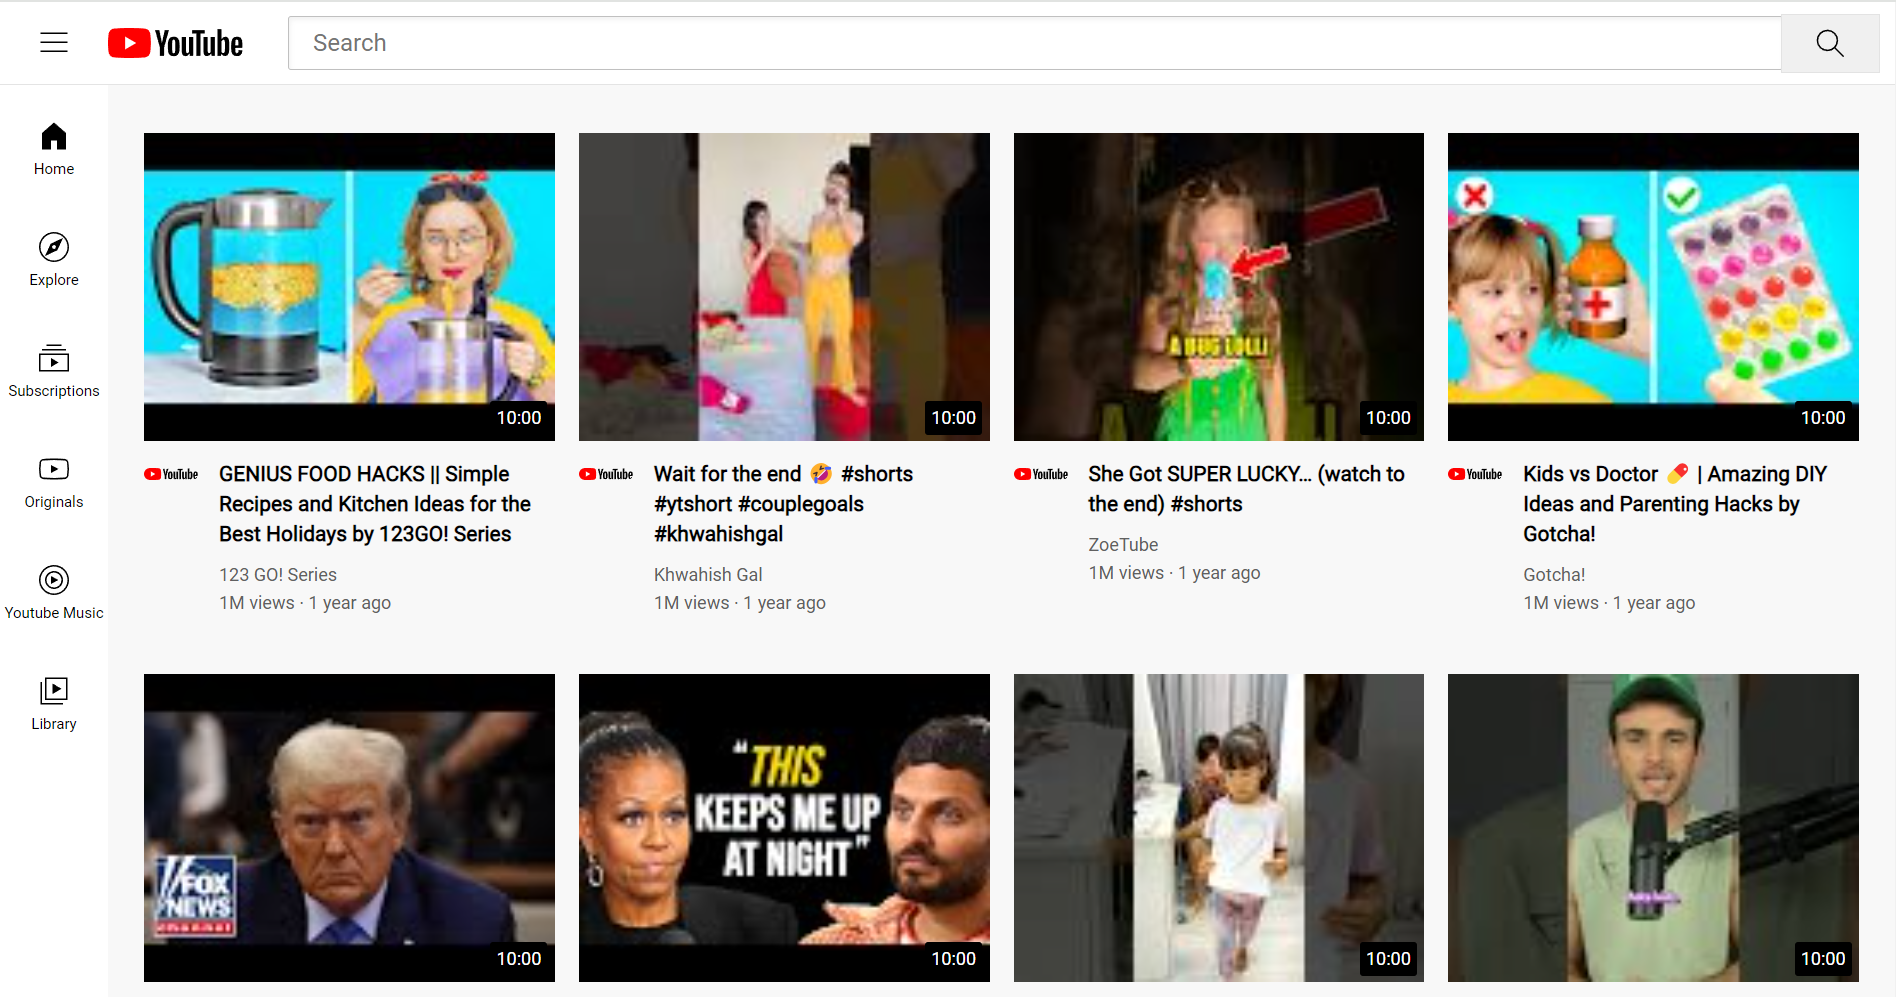 YouTube
Search
Home
Explore
Subscriptions
Originals
Youtube Music
Library
10:00
10:00
A BUG LOLLI
10:00
10:00
YouTube
GENIUS FOOD HACKS || Simple
Recipes and Kitchen Ideas for the
Best Holidays by 123GO! Series
123 GO! Series
1M views · 1 year ago
YouTube
Wait for the end 🤣 #shorts
#ytshort #couplegoals
#khwahishgal
Khwahish Gal
1M views · 1 year ago
YouTube
She Got SUPER LUCKY... (watch to
the end) #shorts
ZoeTube
1M views · 1 year ago
YouTube
Kids vs Doctor 💊 | Amazing DIY
Ideas and Parenting Hacks by
Gotcha!
Gotcha!
1M views · 1 year ago
FOX
NEWS
channel
10:00
"THIS
KEEPS ME UP
AT NIGHT"
10:00
10:00
10:00